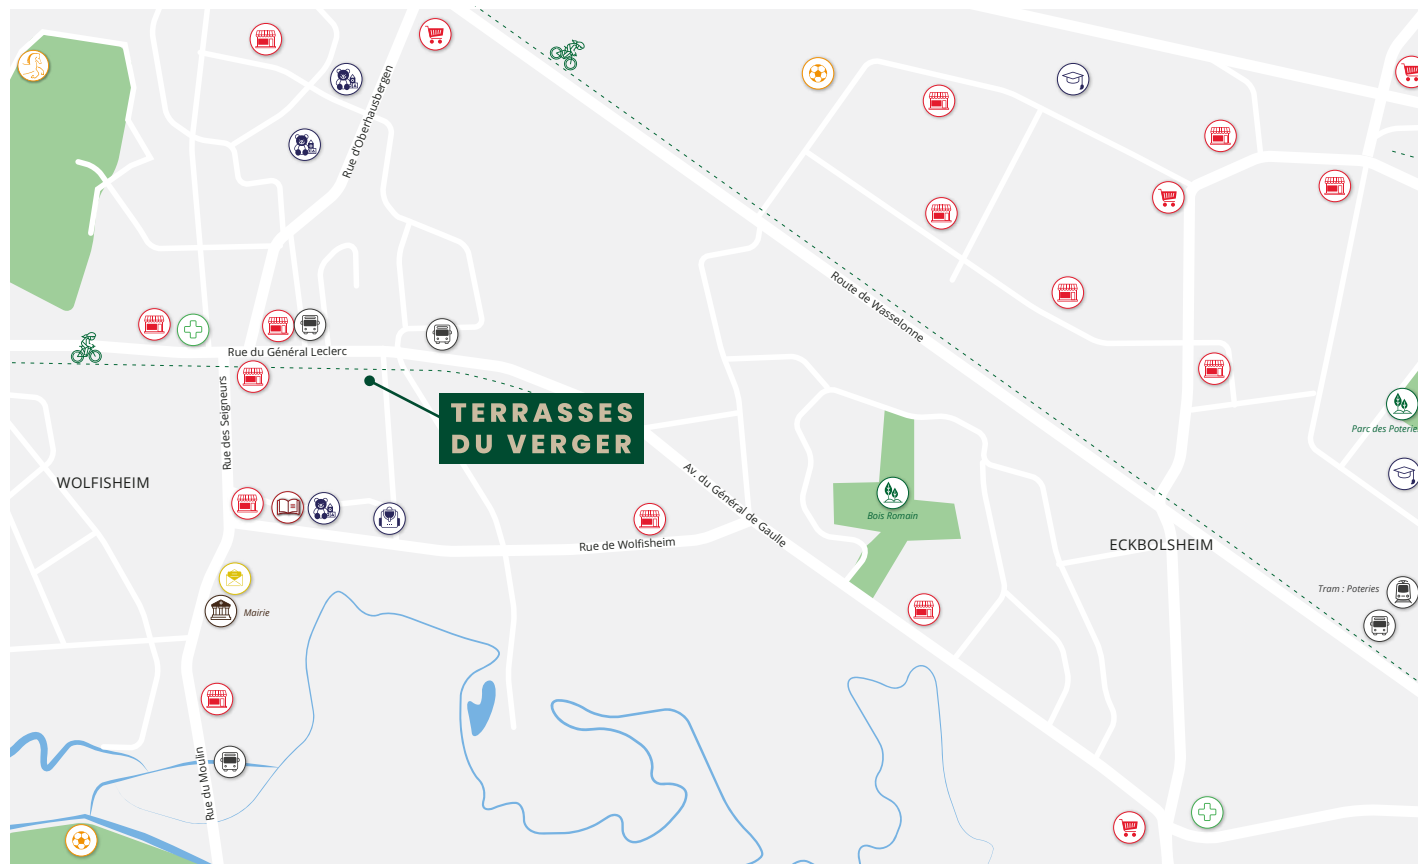 Rue d'Oberhausbergen
Route de Wasselonne
Rue du Général Leclerc
Rue des Seigneurs
TERRASSES
DU VERGER
Parc des Poterie
WOLFISHEIM
Av. du Général de Gaulle
Bois Romain
Rue de Wolfisheim
ECKBOLSHEIM
Tram : Poteries
Mairie
Rue du Moulin